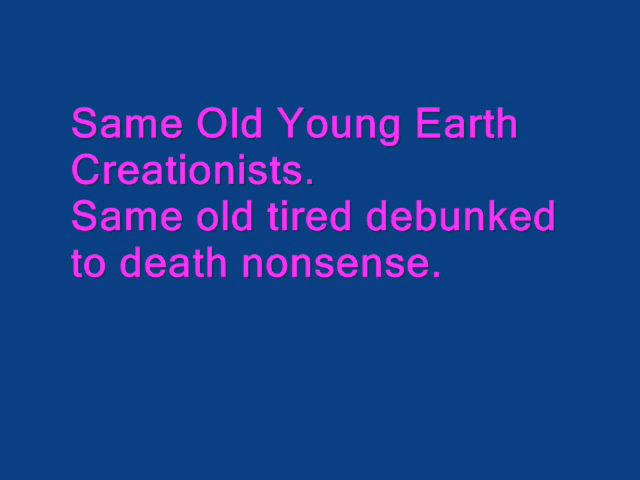 Same Old Young Earth
Creationists.
Same old tired debunked
to death nonsense.